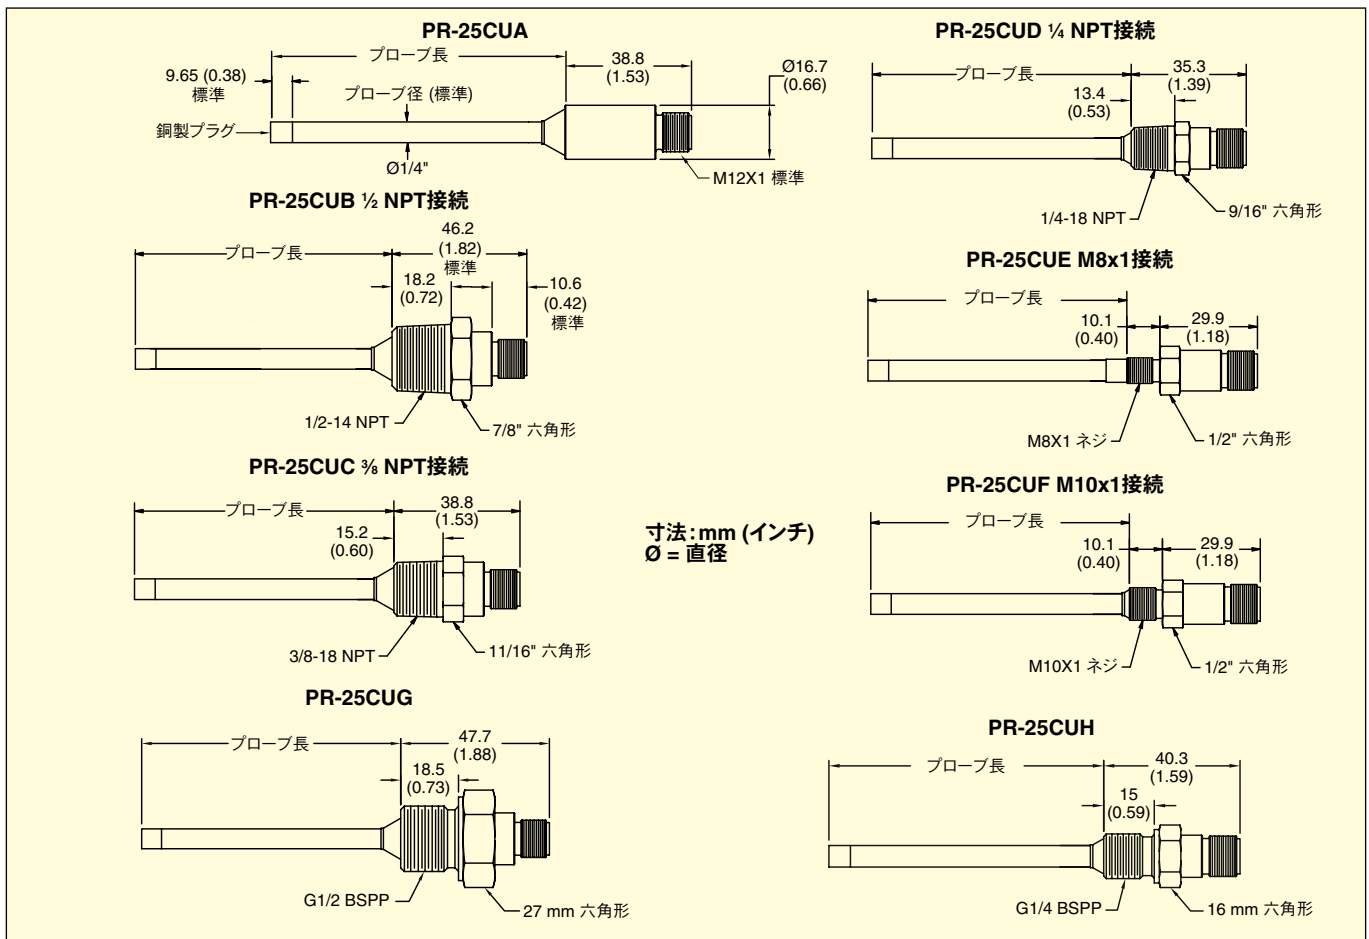 PR-25CUA
プローブ長
38.8
(1.53)
Ø16.7
(0.66)
9.65 (0.38)
標準
プローブ径 (標準)
銅製プラグ
Ø1/4"
M12X1 標準
PR-25CUB ½ NPT接続
プローブ長
46.2
(1.82)
標準
18.2
(0.72)
10.6
(0.42)
標準
1/2-14 NPT
7/8" 六角形
PR-25CUC ⅜ NPT接続
プローブ長
38.8
(1.53)
15.2
(0.60)
3/8-18 NPT
11/16" 六角形
PR-25CUG
プローブ長
47.7
(1.88)
18.5
(0.73)
G1/2 BSPP
27 mm 六角形
寸法:mm (インチ)
Ø = 直径
PR-25CUD ¼ NPT接続
プローブ長
35.3
(1.39)
13.4
(0.53)
1/4-18 NPT
9/16" 六角形
PR-25CUE M8x1接続
プローブ長
10.1
(0.40)
29.9
(1.18)
M8X1 ネジ
1/2" 六角形
PR-25CUF M10x1接続
プローブ長
10.1
(0.40)
29.9
(1.18)
M10X1 ネジ
1/2" 六角形
PR-25CUH
プローブ長
40.3
(1.59)
15
(0.59)
G1/4 BSPP
16 mm 六角形